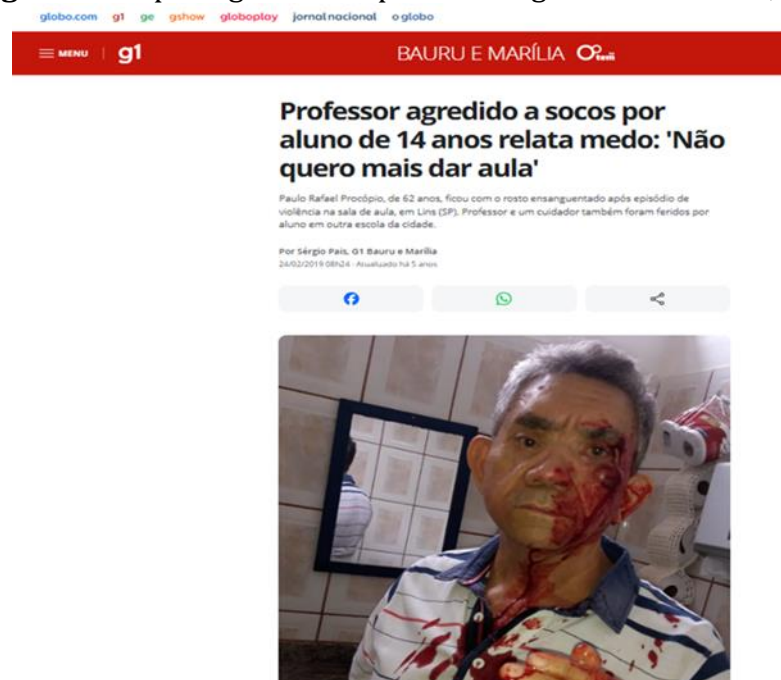 globo.com g1 ge gshow globoplay jornalnacional oglobo
MENU g1 BAURU E MARÍLIA tem
Professor agredido a socos por
aluno de 14 anos relata medo: 'Não
quero mais dar aula'
Paulo Rafael Procópio, de 62 anos, ficou com o rosto ensanguentado após episódio de
violência na sala de aula, em Lins (SP). Professor e um cuidador também foram feridos por
aluno em outra escola da cidade.
Por Sérgio Pais, G1 Bauru e Marília
24/02/2019 08h24 · Atualizado há 5 anos